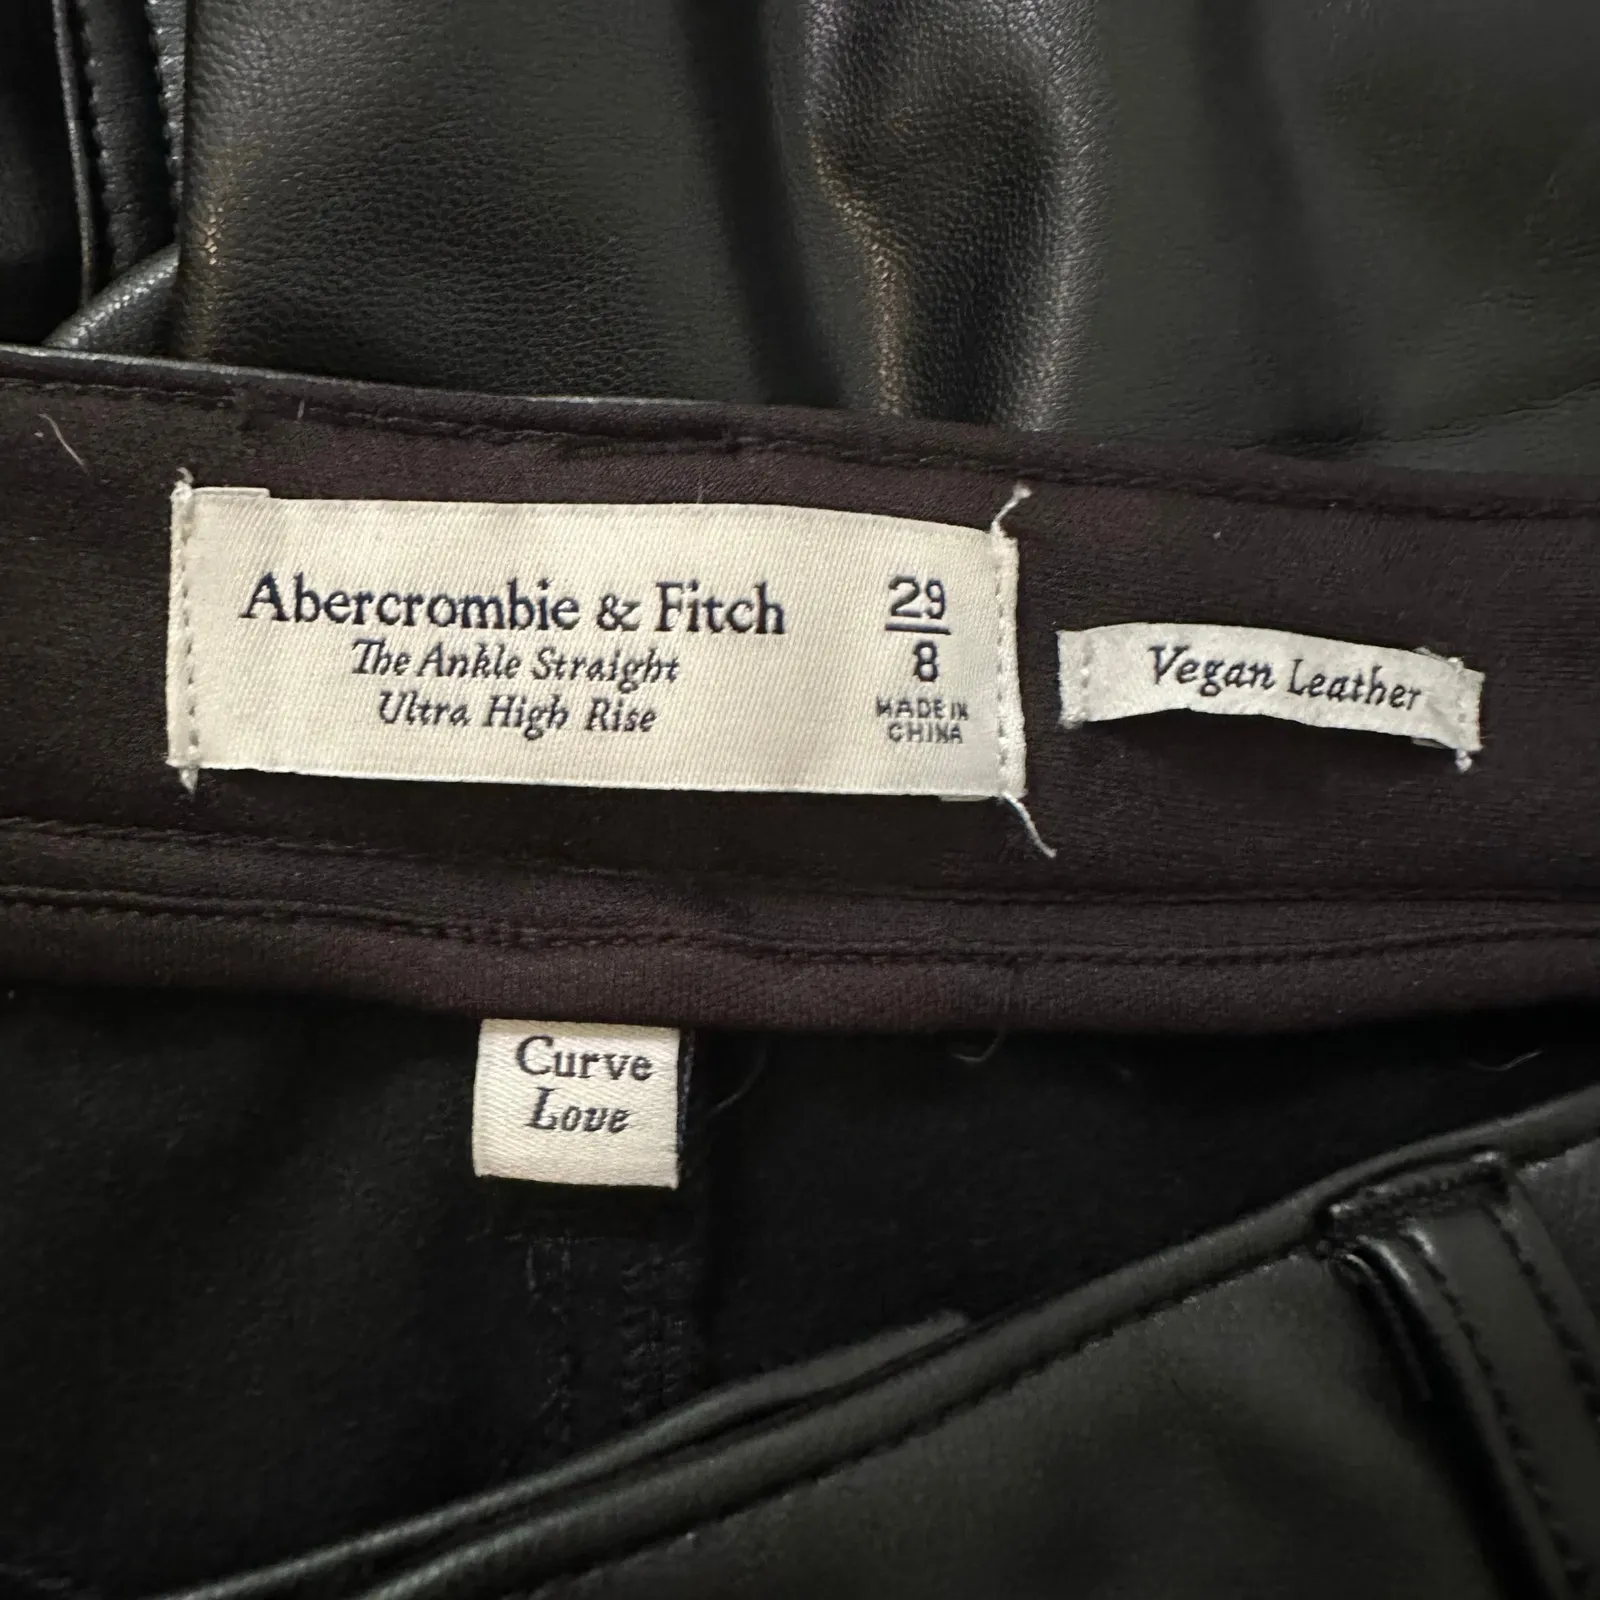 Abercrombie & Fitch
The Ankle Straight
Ultra High Rise
29
8
MADE IN
CHINA
Vegan Leather
Curve
Love